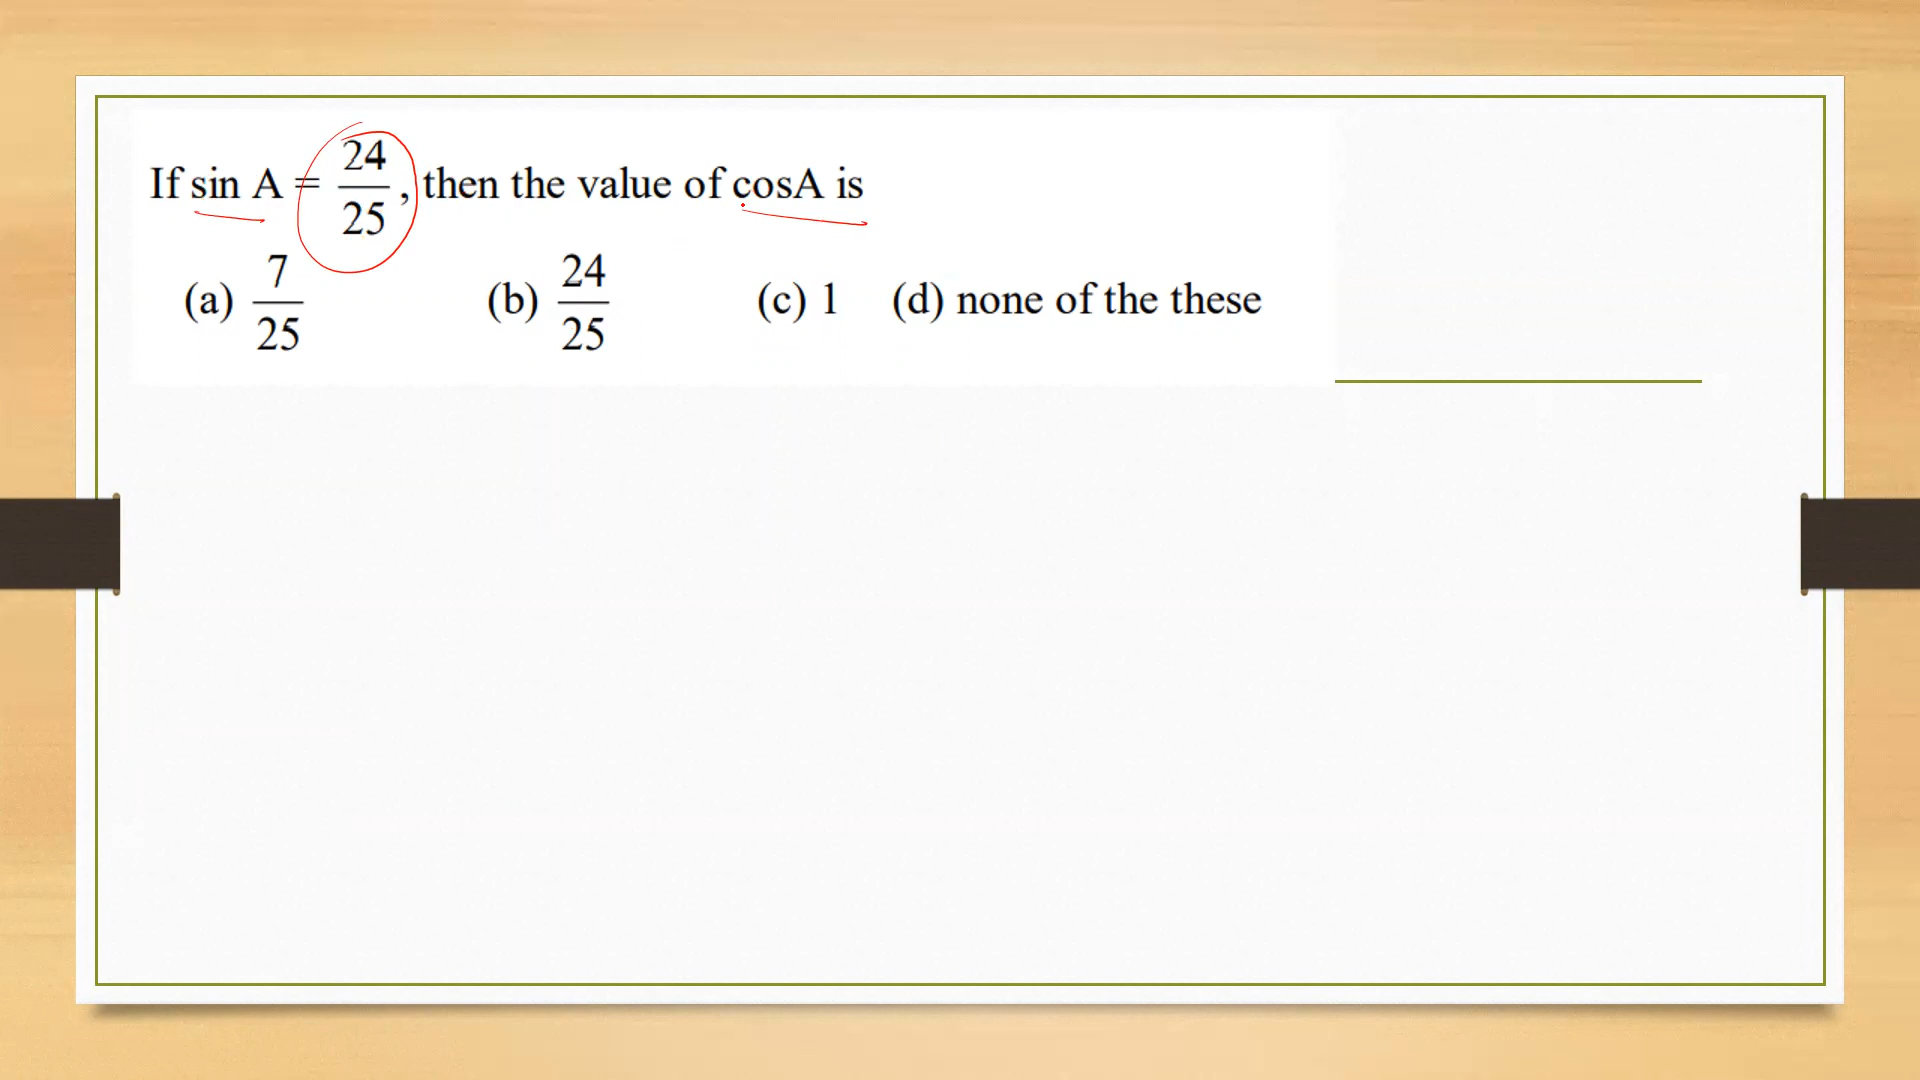 If sin A = 24/25, then the value of cosA is
(a) 7/25 (b) 24/25 (c) 1 (d) none of the these